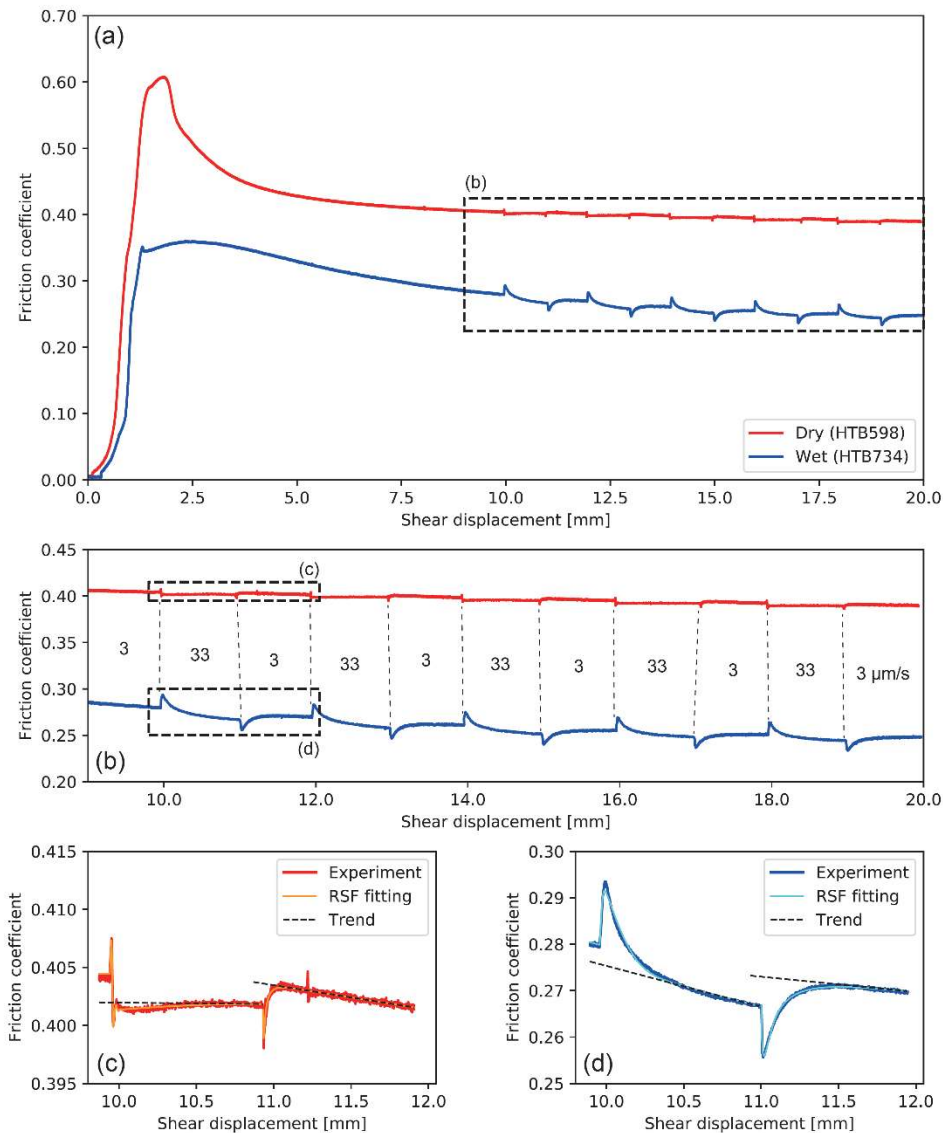 (a)
0.70
0.60
0.50
0.40
0.30
0.20
0.10
0.00
Friction coefficient
(b)
Dry (HTB598)
Wet (HTB734)
0.0 2.5 5.0 7.5 10.0 12.5 15.0 17.5 20.0
Shear displacement [mm]
0.45
0.40
0.35
0.30
0.25
0.20
Friction coefficient
(c)
3 33 3 33 3 33 3 33 3 33 3 μm/s
(d)
(b)
10.0 12.0 14.0 16.0 18.0 20.0
Shear displacement [mm]
0.415
0.410
0.405
0.400
0.395
Friction coefficient
Experiment
RSF fitting
Trend
(c)
10.0 10.5 11.0 11.5 12.0
Shear displacement [mm]
0.30
0.29
0.28
0.27
0.26
0.25
Friction coefficient
Experiment
RSF fitting
Trend
(d)
10.0 10.5 11.0 11.5 12.0
Shear displacement [mm]